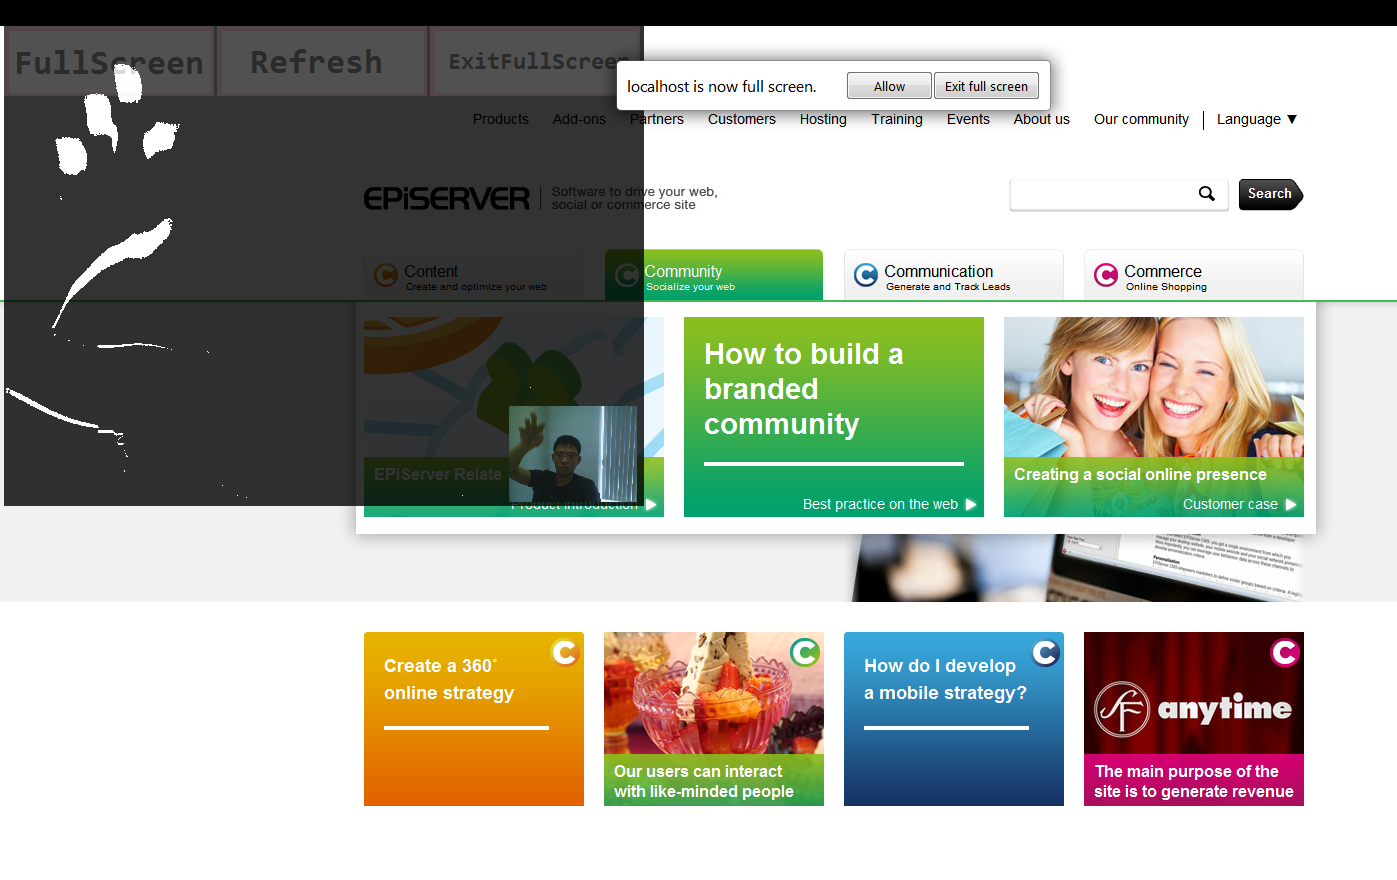 FullScreen
Refresh
ExitFullScreen
localhost is now full screen.
Allow
Exit full screen
Products
Add-ons
Partners
Customers
Hosting
Training
Events
About us
Our community
Language
EPiSERVER
Software to drive your web,
social or commerce site
Search
Content
Create and optimize your web
Community
Socialize your web
Communication
Generate and Track Leads
Commerce
Online Shopping
EPiServer Relate
Product introduction
How to build a
branded
community
Best practice on the web
Creating a social online presence
Customer case
Personalization
Create a 360°
online strategy
Our users can interact
with like-minded people
How do I develop
a mobile strategy?
SF anytime
The main purpose of the
site is to generate revenue